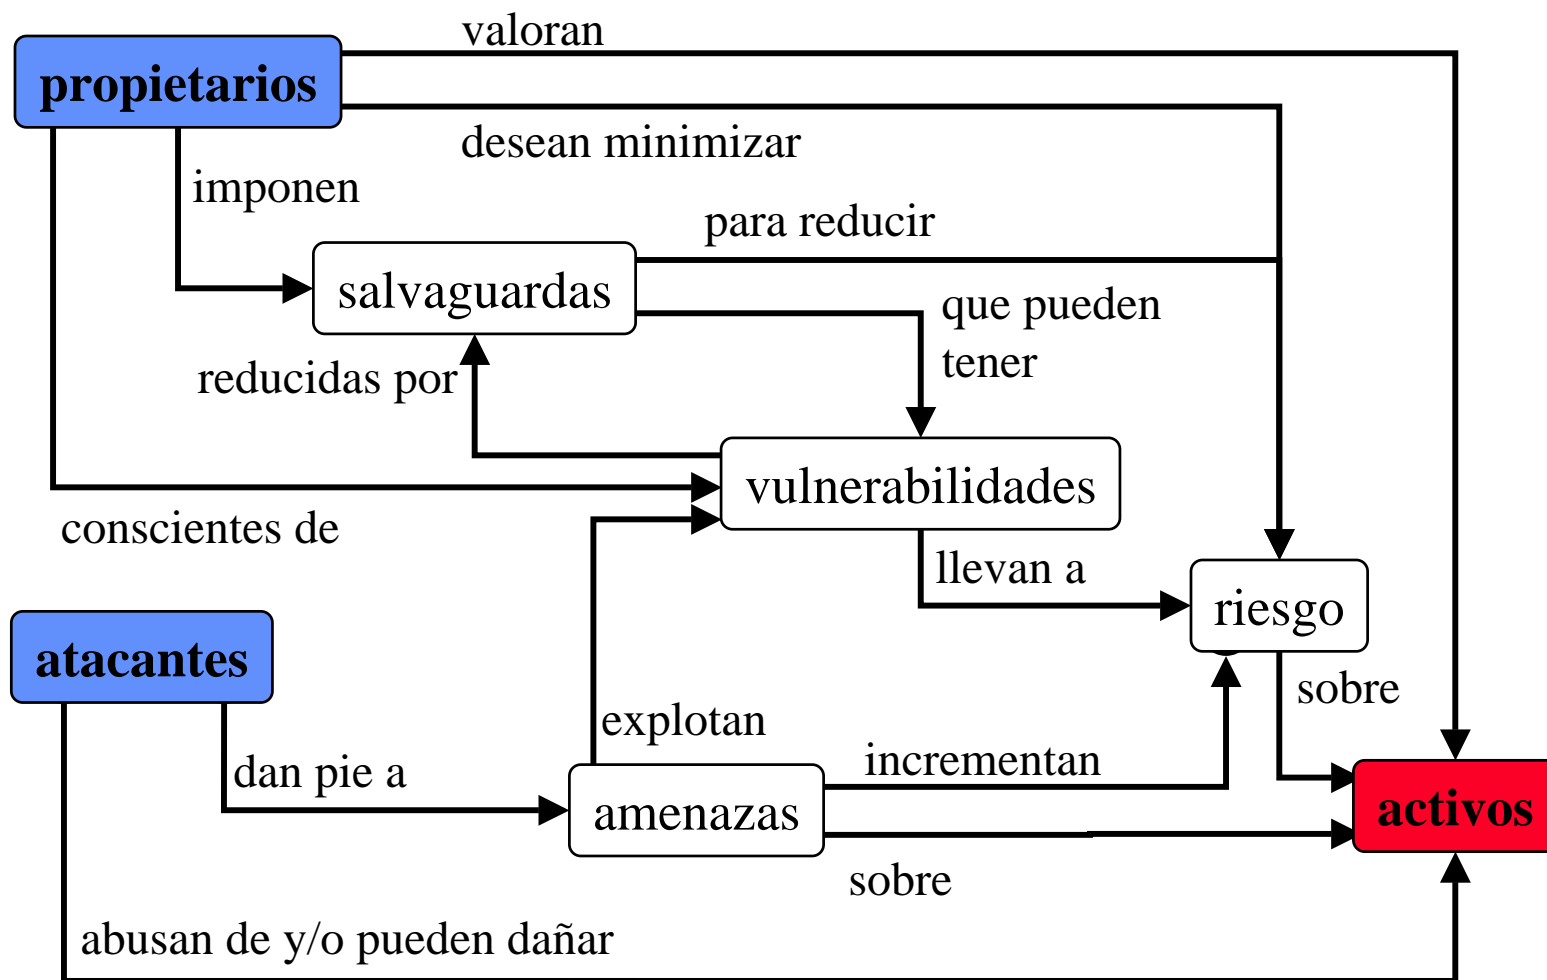 valoran
propietarios
desean minimizar
imponen
para reducir
salvaguardas
que pueden
tener
reducidas por
vulnerabilidades
conscientes de
llevan a
riesgo
atacantes
sobre
explotan
incrementan
dan pie a
amenazas
activos
sobre
abusan de y/o pueden dañar